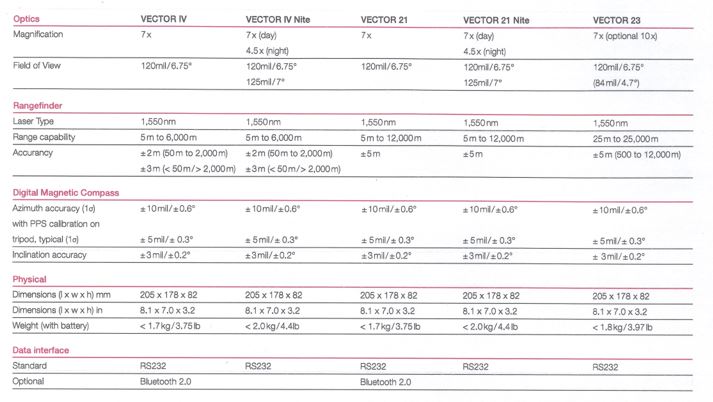 Optics VECTOR IV VECTOR IV Nite VECTOR 21 VECTOR 21 Nite VECTOR 23
Magnification 7x 7x (day) 7x 7x (day) 7x (optional 10x)
4.5x (night) 4.5x (night)
Field of View 120mil/6.75° 120mil/6.75° 120mil/6.75° 120mil/6.75° 120mil/6.75°
125mil/7° 125mil/7° (84mil/4.7°)
Rangefinder
Laser Type 1,550nm 1,550nm 1,550nm 1,550nm 1,550nm
Range capability 5m to 6,000m 5m to 6,000m 5m to 12,000m 5m to 12,000m 25m to 25,000m
Accurancy ±2m (50m to 2,000m) ±2m (50m to 2,000m) ±5m ±5m ±5m (500 to 12,000m)
±3m (<50m/>2,000m) ±3m (<50m/>2,000m)
Digital Magnetic Compass
Azimuth accuracy (1σ) ±10mil/±0.6° ±10mil/±0.6° ±10mil/±0.6° ±10mil/±0.6° ±10mil/±0.6°
with PPS calibration on
tripod, typical (1σ) ± 5mil/± 0.3° ± 5mil/± 0.3° ± 5mil/± 0.3° ± 5mil/± 0.3° ± 5mil/± 0.3°
Inclination accuracy ±3mil/±0.2° ±3mil/±0.2° ±3mil/±0.2° ±3mil/±0.2° ± 3mil/±0.2°
Physical
Dimensions (l x w x h) mm 205 x 178 x 82 205 x 178 x 82 205 x 178 x 82 205 x 178 x 82 205 x 178 x 82
Dimensions (l x w x h) in 8.1 x 7.0 x 3.2 8.1 x 7.0 x 3.2 8.1 x 7.0 x 3.2 8.1 x 7.0 x 3.2 8.1 x 7.0 x 3.2
Weight (with battery) <1.7kg/3.75lb <2.0kg/4.4lb <1.7kg/3.75lb <2.0kg/4.4lb <1.8kg/3.97lb
Data interface
Standard RS232 RS232 RS232 RS232 RS232
Optional Bluetooth 2.0 Bluetooth 2.0